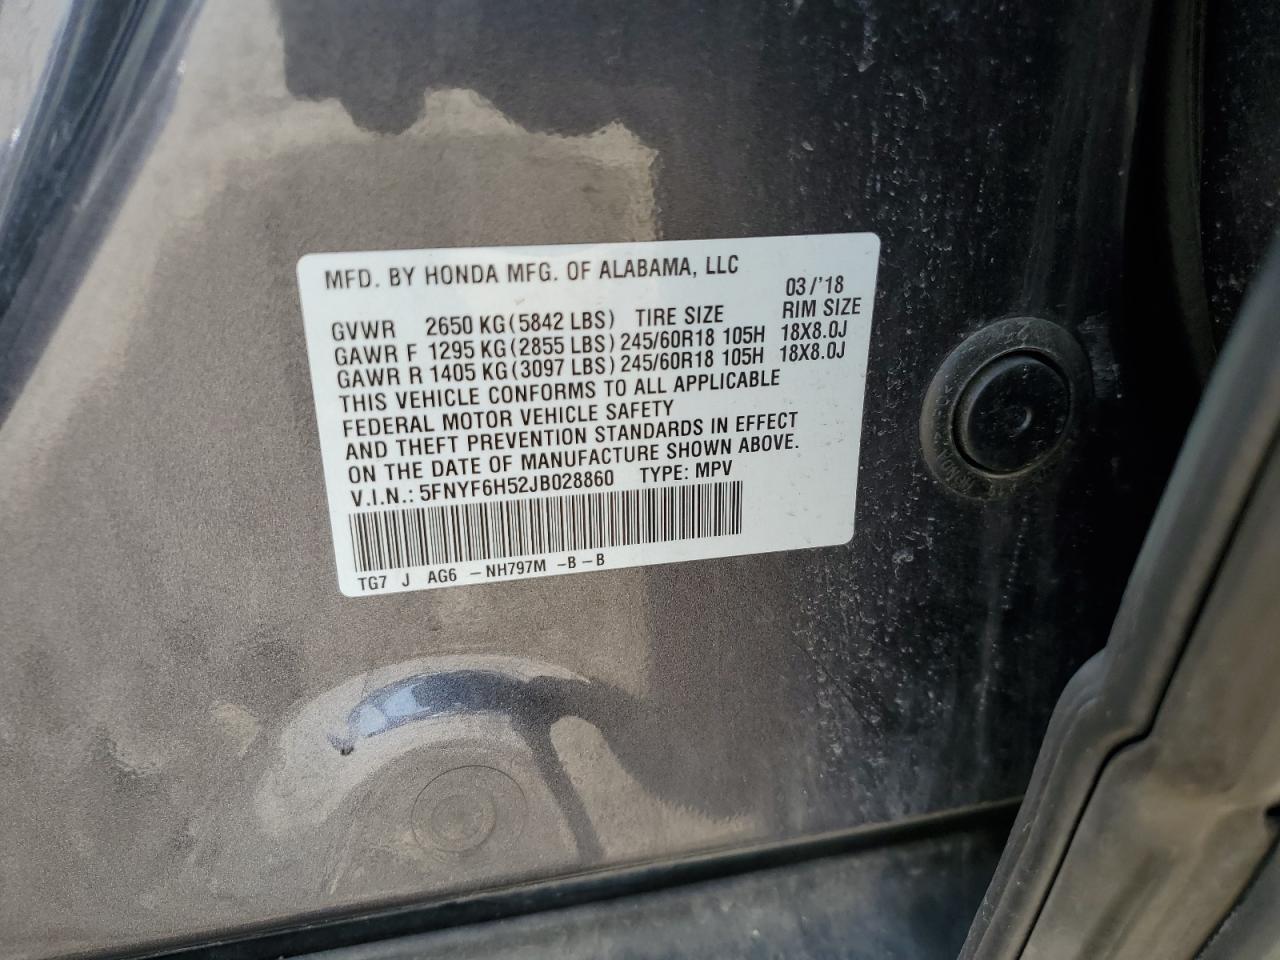 MFD. BY HONDA MFG. OF ALABAMA, LLC
03/'18
GVWR 2650 KG(5842 LBS) TIRE SIZE RIM SIZE
GAWR F 1295 KG(2855 LBS) 245/60R18 105H 18X8.0J
GAWR R 1405 KG(3097 LBS) 245/60R18 105H 18X8.0J
THIS VEHICLE CONFORMS TO ALL APPLICABLE
FEDERAL MOTOR VEHICLE SAFETY
AND THEFT PREVENTION STANDARDS IN EFFECT
ON THE DATE OF MANUFACTURE SHOWN ABOVE.
V.I.N.: 5FNYF6H52JB028860 TYPE: MPV
TG7 J AG6 -NH797M -B-B